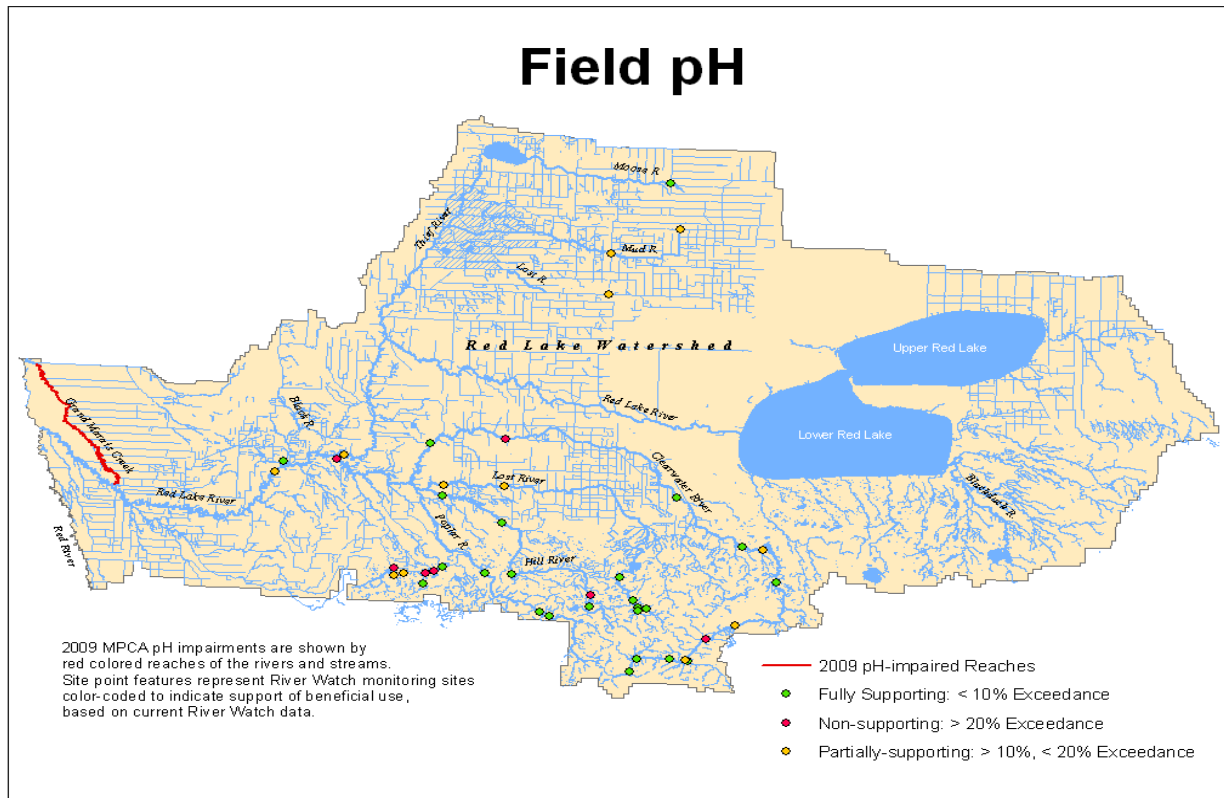 Field pH
Moose R
Thief River
Mud R.
Lost R.
Red Lake Watershed
Upper Red Lake
Red Lake River
Lower Red Lake
Grand Marais Creek
Black R.
Clearwater River
Lost River
Red Lake River
Blackduck R.
Poplar R.
Red River
Hill River
2009 MPCA pH impairments are shown by
red colored reaches of the rivers and streams.
Site point features represent River Watch monitoring sites
color-coded to indicate support of beneficial use,
based on current River Watch data.
2009 pH-impaired Reaches
Fully Supporting: < 10% Exceedance
Non-supporting: > 20% Exceedance
Partially-supporting: > 10%, < 20% Exceedance